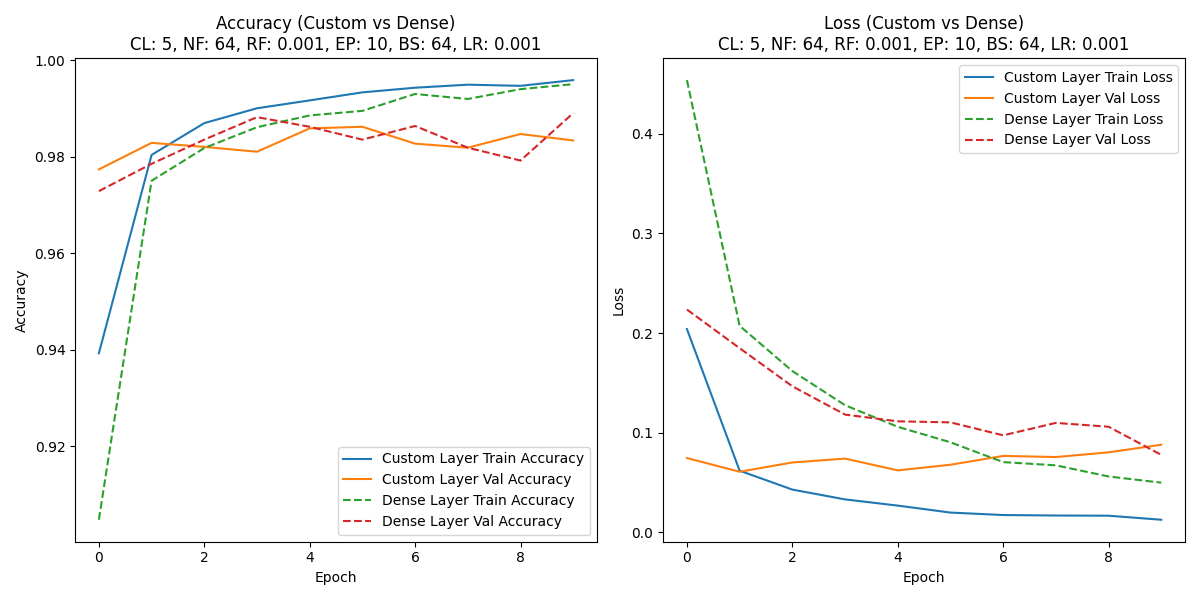 Accuracy (Custom vs Dense)
CL: 5, NF: 64, RF: 0.001, EP: 10, BS: 64, LR: 0.001
1.00
0.98
0.96
0.94
0.92
Accuracy
0
2
4
6
8
Epoch
Custom Layer Train Accuracy
Custom Layer Val Accuracy
Dense Layer Train Accuracy
Dense Layer Val Accuracy
Loss (Custom vs Dense)
CL: 5, NF: 64, RF: 0.001, EP: 10, BS: 64, LR: 0.001
Custom Layer Train Loss
Custom Layer Val Loss
Dense Layer Train Loss
Dense Layer Val Loss
0.4
0.3
0.2
0.1
0.0
Loss
0
2
4
6
8
Epoch